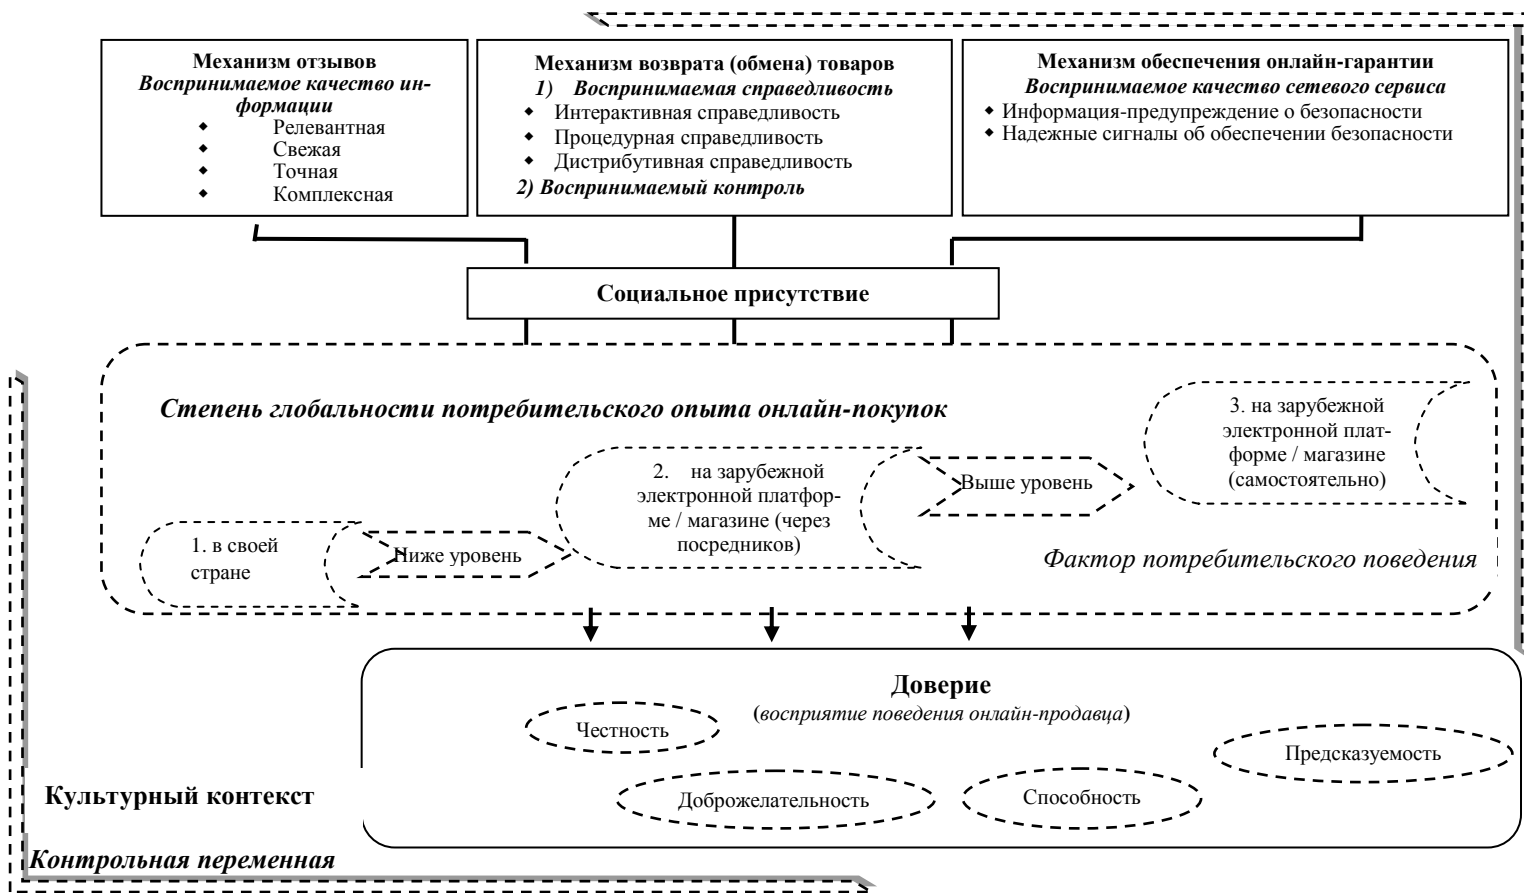 Механизм отзывов
Воспринимаемое качество ин-
формации
◆ Релевантная
◆ Свежая
◆ Точная
◆ Комплексная
Механизм возврата (обмена) товаров
1) Воспринимаемая справедливость
◆ Интерактивная справедливость
◆ Процедурная справедливость
◆ Дистрибутивная справедливость
2) Воспринимаемый контроль
Механизм обеспечения онлайн-гарантии
Воспринимаемое качество сетевого сервиса
◆ Информация-предупреждение о безопасности
◆ Надежные сигналы об обеспечении безопасности
Социальное присутствие
Степень глобальности потребительского опыта онлайн-покупок
1. в своей
стране
Ниже уровень
2. на зарубежной
электронной платфор-
ме / магазине (через
посредников)
Выше уровень
3. на зарубежной
электронной плат-
форме / магазине
(самостоятельно)
Фактор потребительского поведения
Доверие
(восприятие поведения онлайн-продавца)
Честность
Доброжелательность
Способность
Предсказуемость
Культурный контекст
Контрольная переменная